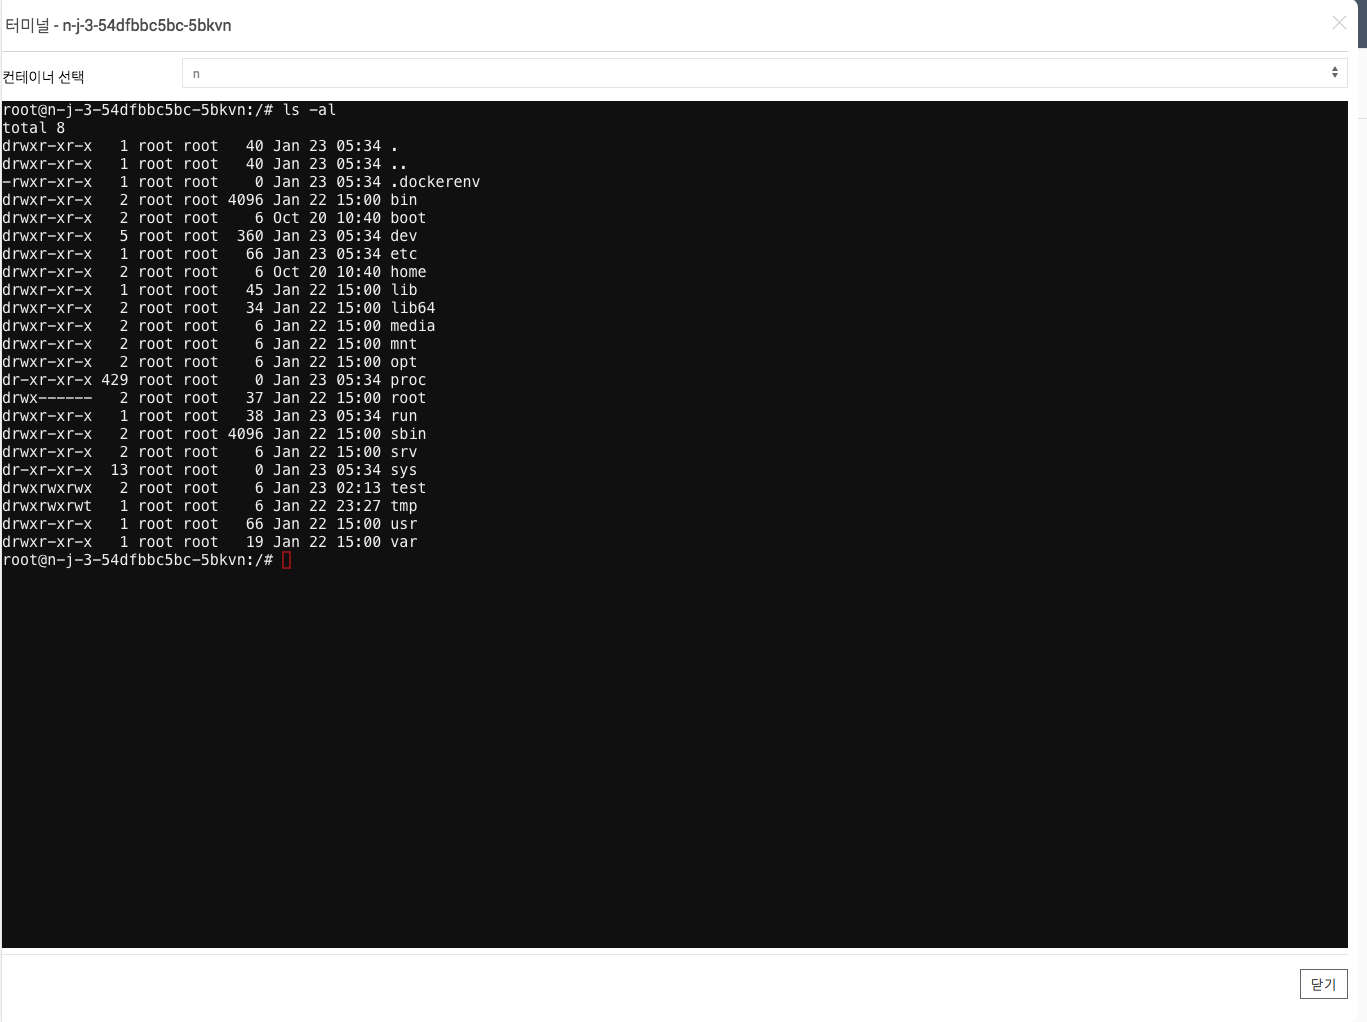 터미널 - n-j-3-54dfbbc5bc-5bkvn
컨테이너 선택
n
root@n-j-3-54dfbbc5bc-5bkvn:/# ls -al
total 8
drwxr-xr-x   1 root root   40 Jan 23 05:34 .
drwxr-xr-x   1 root root   40 Jan 23 05:34 ..
-rwxr-xr-x   1 root root    0 Jan 23 05:34 .dockerenv
drwxr-xr-x   2 root root 4096 Jan 22 15:00 bin
drwxr-xr-x   2 root root    6 Oct 20 10:40 boot
drwxr-xr-x   5 root root  360 Jan 23 05:34 dev
drwxr-xr-x   1 root root   66 Jan 23 05:34 etc
drwxr-xr-x   2 root root    6 Oct 20 10:40 home
drwxr-xr-x   1 root root   45 Jan 22 15:00 lib
drwxr-xr-x   2 root root   34 Jan 22 15:00 lib64
drwxr-xr-x   2 root root    6 Jan 22 15:00 media
drwxr-xr-x   2 root root    6 Jan 22 15:00 mnt
drwxr-xr-x   2 root root    6 Jan 22 15:00 opt
dr-xr-xr-x 429 root root    0 Jan 23 05:34 proc
drwx------   2 root root   37 Jan 22 15:00 root
drwxr-xr-x   1 root root   38 Jan 23 05:34 run
drwxr-xr-x   2 root root 4096 Jan 22 15:00 sbin
drwxr-xr-x   2 root root    6 Jan 22 15:00 srv
dr-xr-xr-x  13 root root    0 Jan 23 05:34 sys
drwxrwxrwx   2 root root    6 Jan 23 02:13 test
drwxrwxrwt   1 root root    6 Jan 22 23:27 tmp
drwxr-xr-x   1 root root   66 Jan 22 15:00 usr
drwxr-xr-x   1 root root   19 Jan 22 15:00 var
root@n-j-3-54dfbbc5bc-5bkvn:/#
닫기